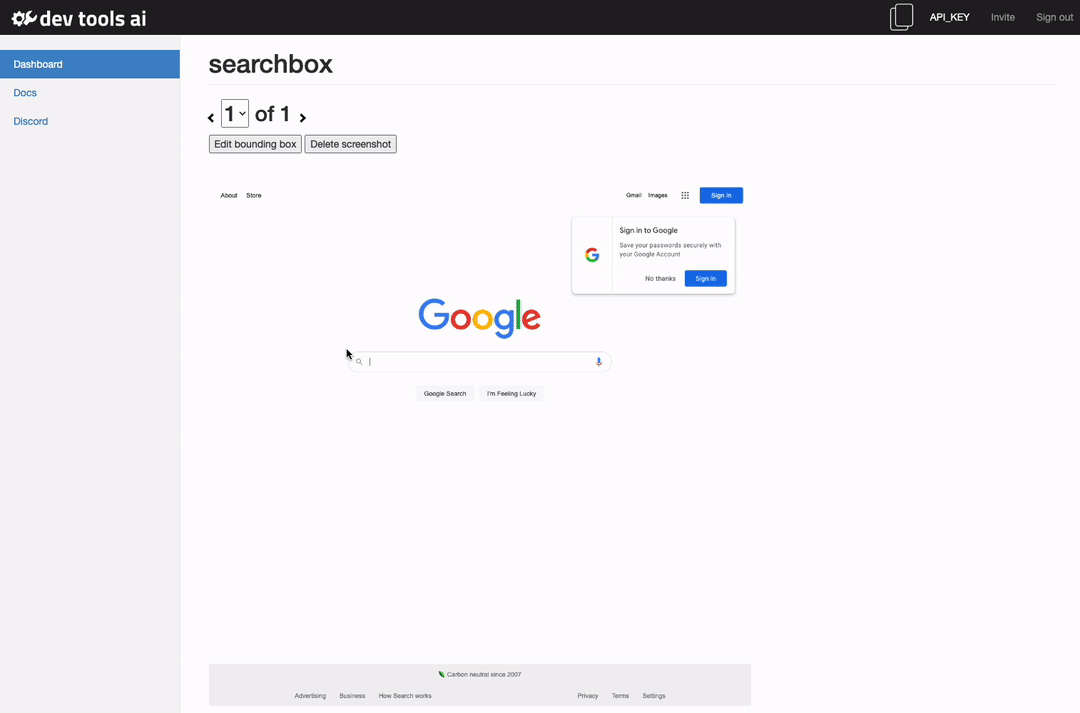 dev tools ai
API_KEY Invite Sign out
Dashboard
Docs
Discord
searchbox
1 of 1
Edit bounding box Delete screenshot
About Store Gmail Images Sign in
Sign in to Google
Save your passwords securely with
your Google Account
No thanks Sign in
Google
Google Search I'm Feeling Lucky
Carbon neutral since 2007
Advertising Business How Search works Privacy Terms Settings